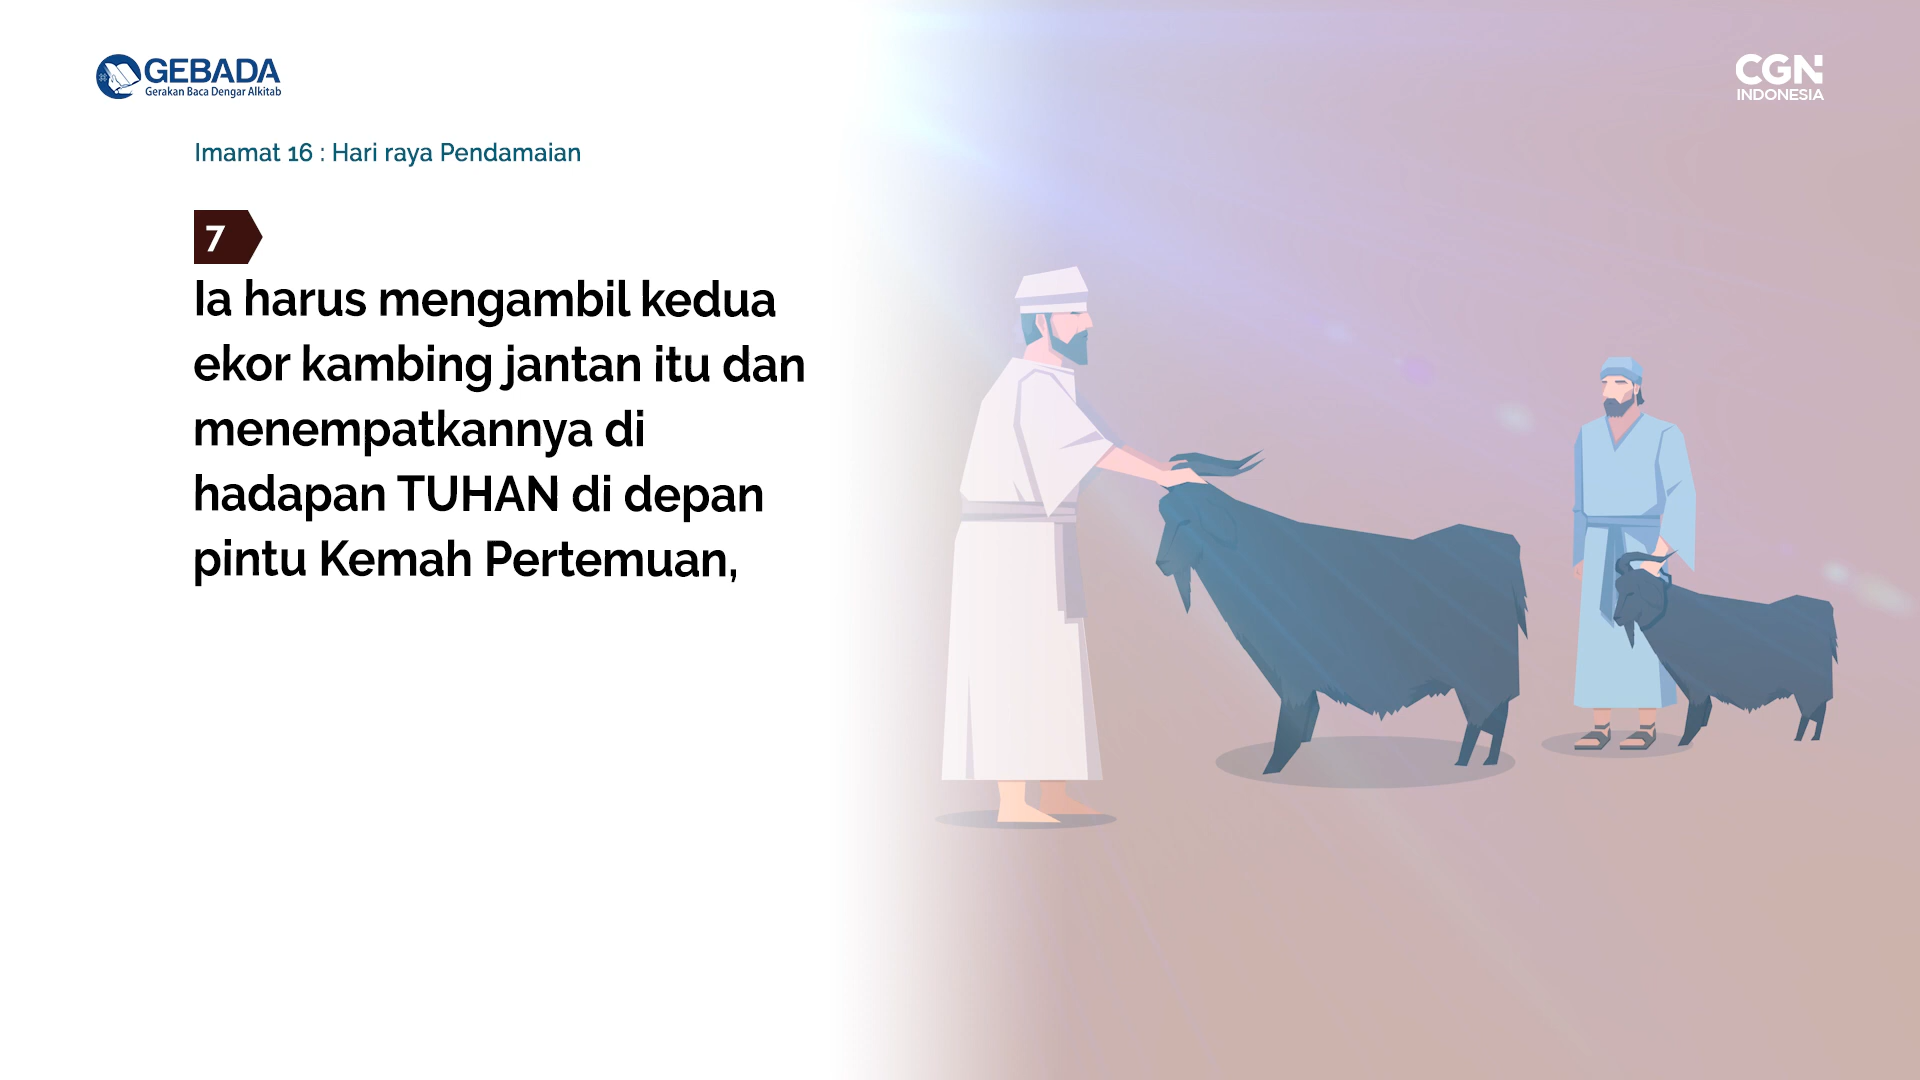 GEBADA
Gerakan Baca Dengar Alkitab
CGN
INDONESIA
Imamat 16 : Hari raya Pendamaian
7
Ia harus mengambil kedua
ekor kambing jantan itu dan
menempatkannya di
hadapan TUHAN di depan
pintu Kemah Pertemuan,